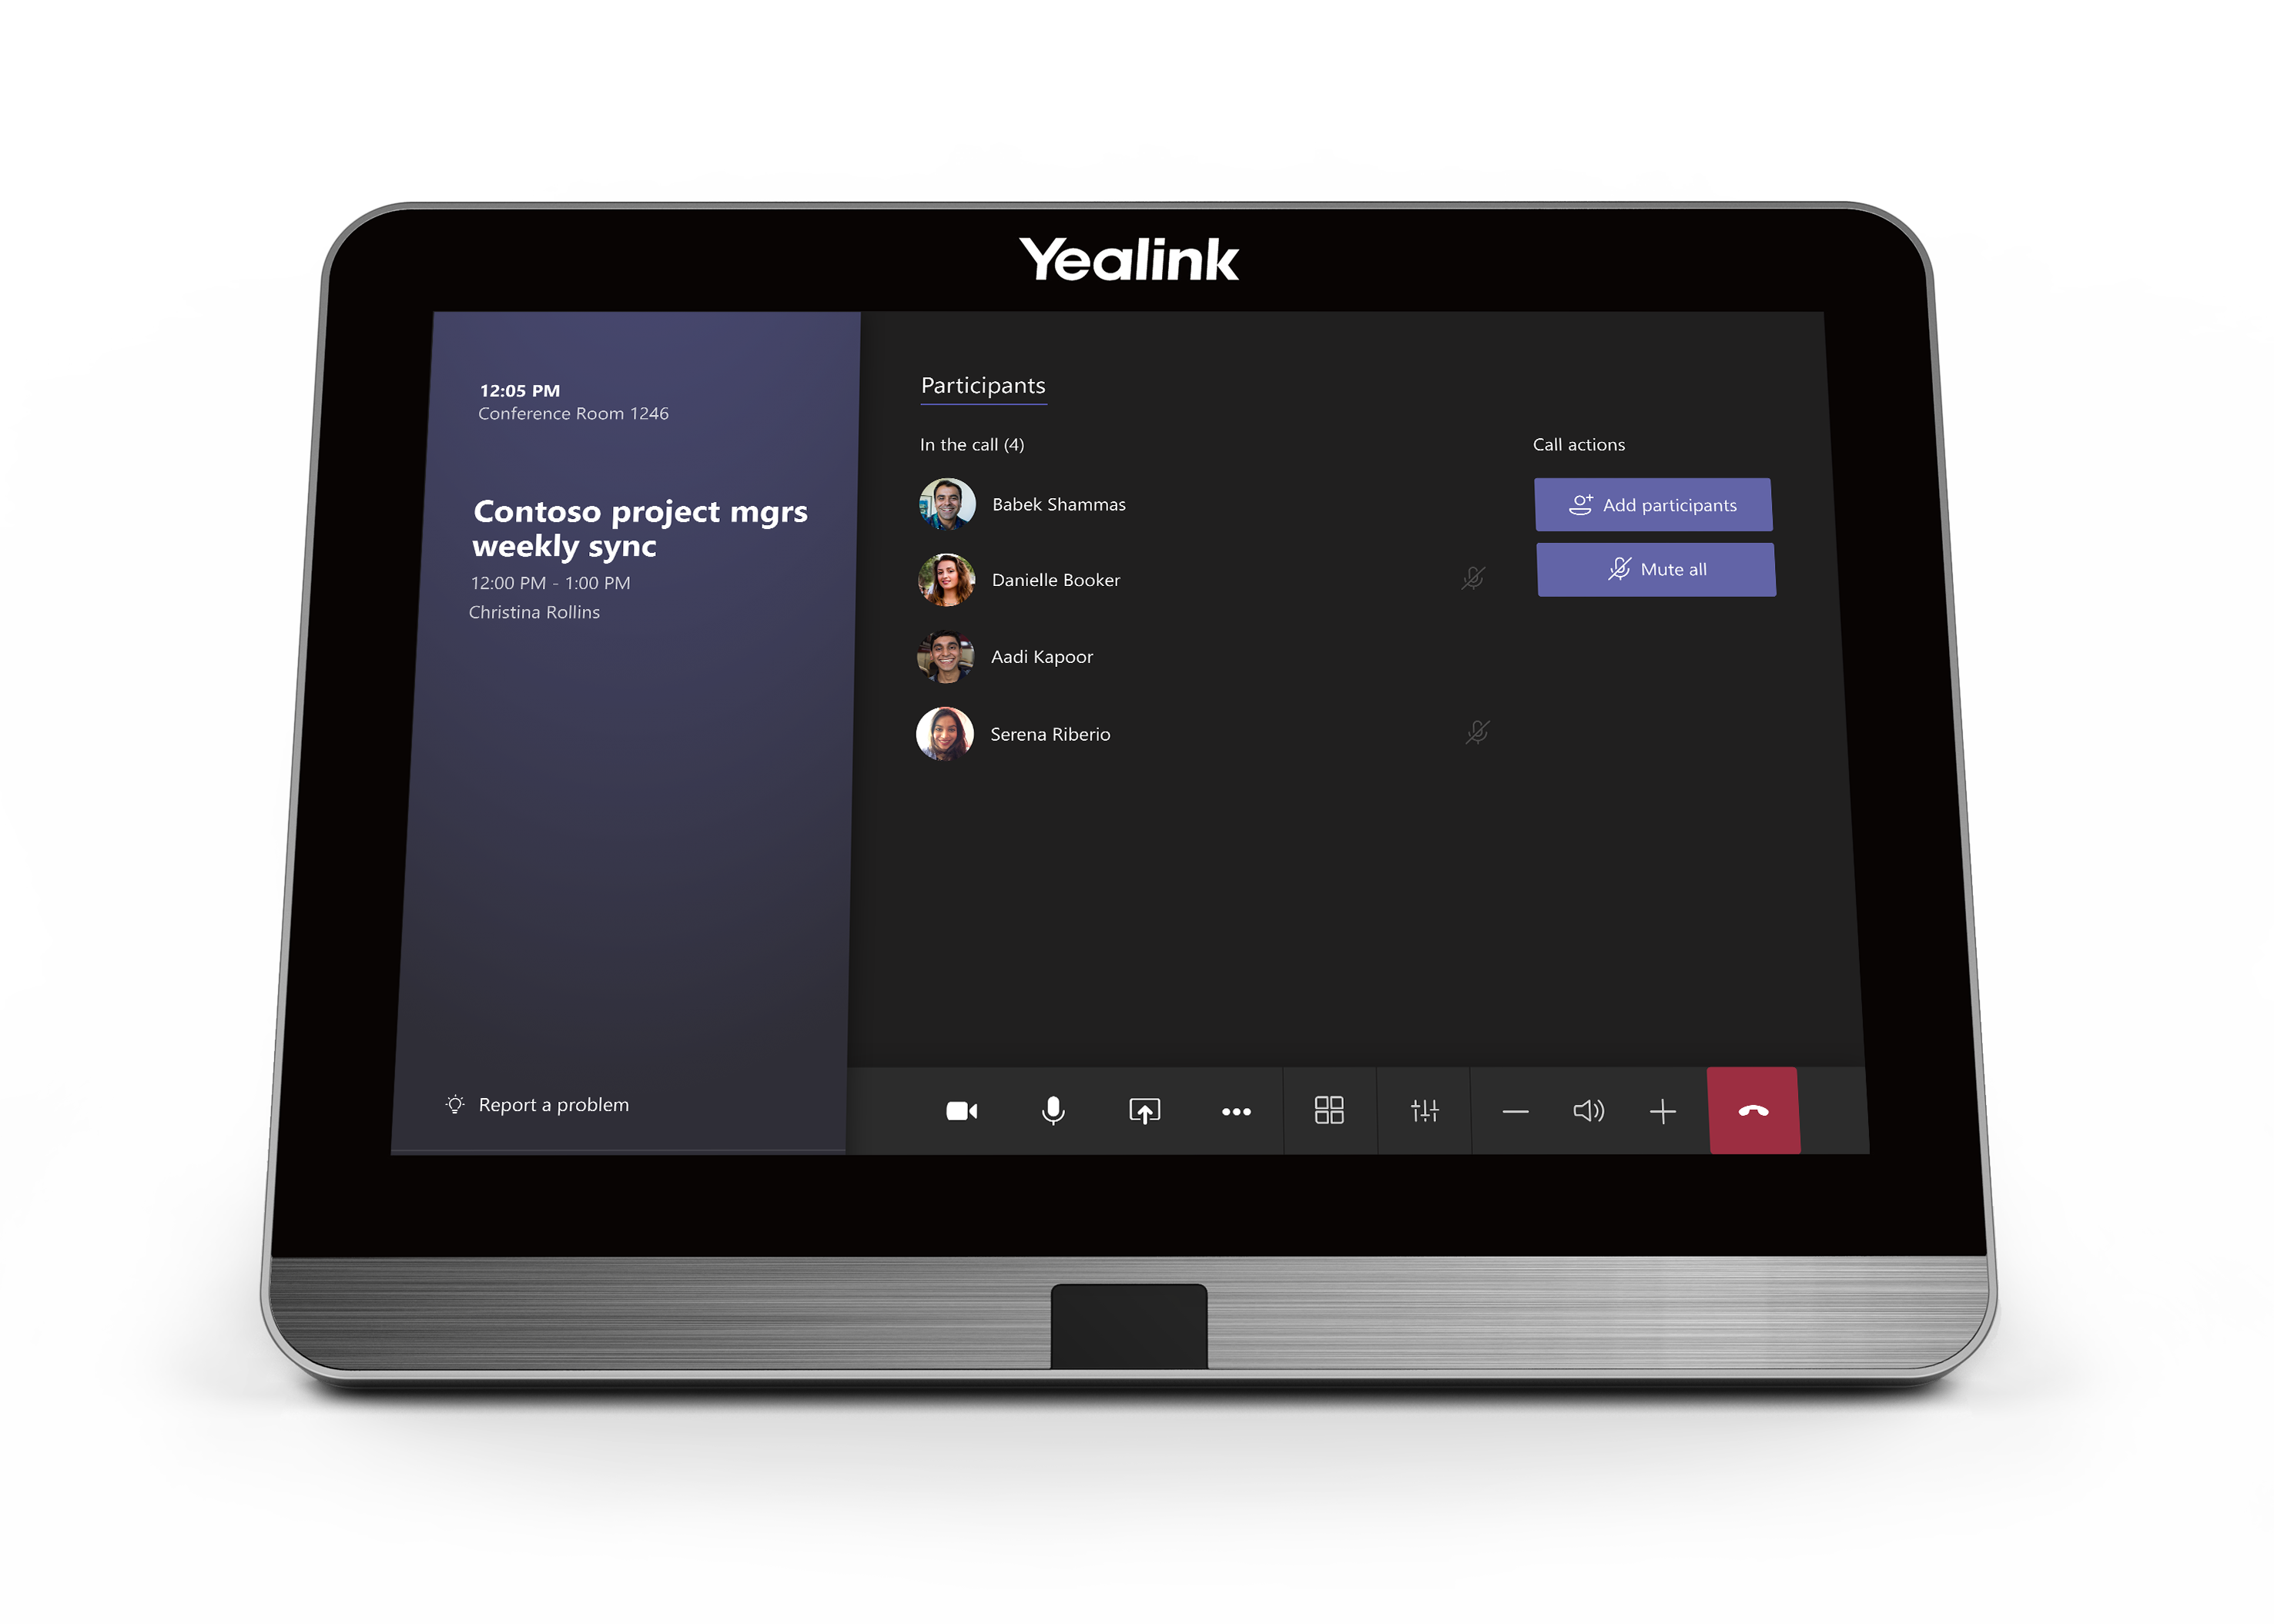 Yealink
12:05 PM
Conference Room 1246
Contoso project mgrs
weekly sync
12:00 PM - 1:00 PM
Christina Rollins
Report a problem
Participants
In the call (4)
Babek Shammas
Danielle Booker
Aadi Kapoor
Serena Riberio
Call actions
Add participants
Mute all